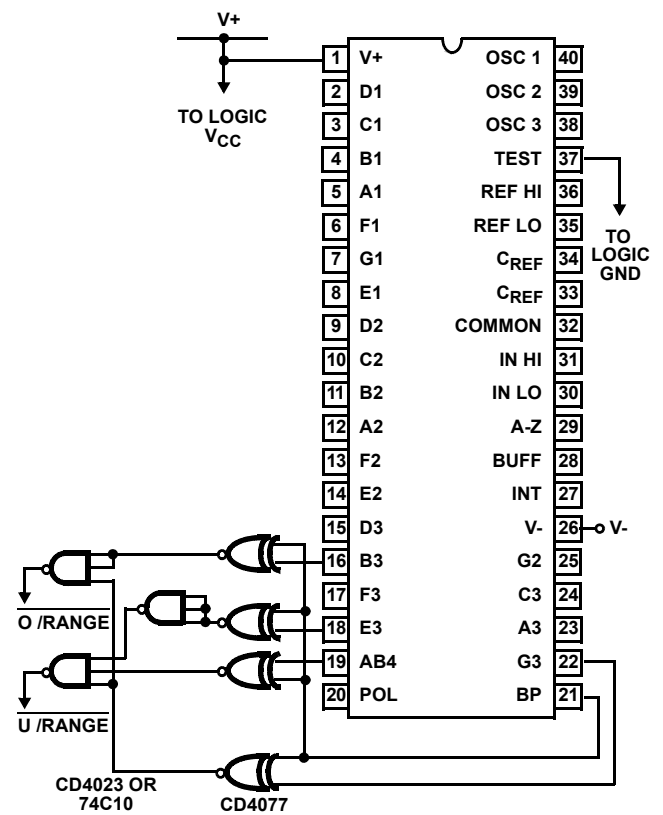 V+
TO LOGIC
VCC
1 V+ OSC 1 40
2 D1 OSC 2 39
3 C1 OSC 3 38
4 B1 TEST 37
5 A1 REF HI 36
6 F1 REF LO 35
7 G1 CREF 34
8 E1 CREF 33
9 D2 COMMON 32
10 C2 IN HI 31
11 B2 IN LO 30
12 A2 A-Z 29
13 F2 BUFF 28
14 E2 INT 27
15 D3 V- 26 V-
16 B3 G2 25
17 F3 C3 24
18 E3 A3 23
19 AB4 G3 22
20 POL BP 21
TO
LOGIC
GND
O /RANGE
U /RANGE
CD4023 OR
74C10
CD4077